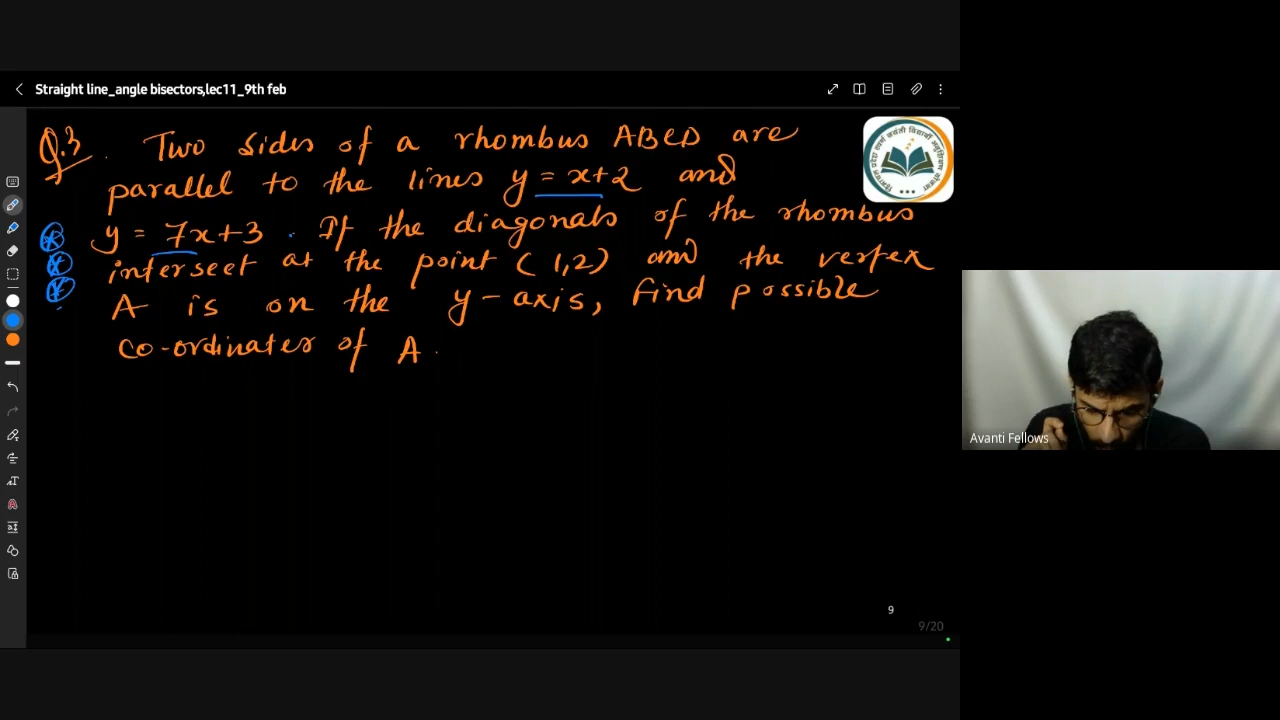 Straight line_angle bisectors,lec11_9th feb
Q.3. Two sides of a rhombus ABCD are
parallel to the lines y = x+2 and
y = 7x+3. If the diagonals of the rhombus
intersect at the point (1,2) and the vertex
A is on the y-axis, find possible
co-ordinates of A.
Avanti Fellows
9
9/20